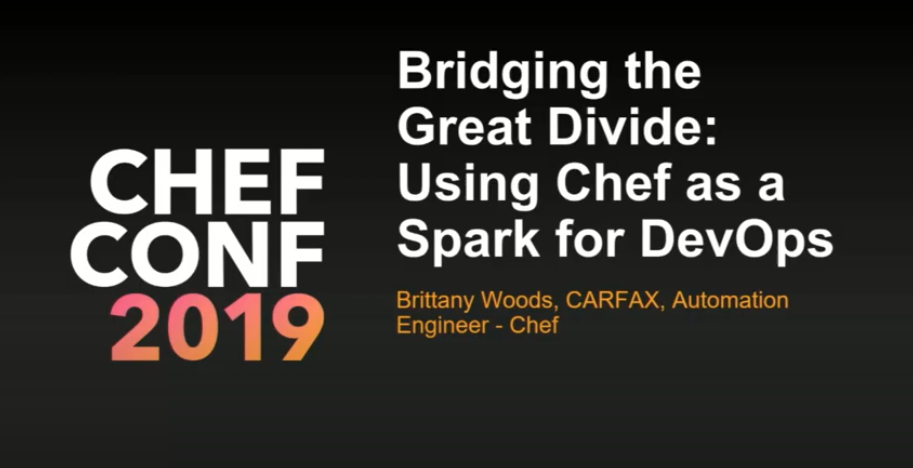 CHEF
CONF
2019
Bridging the
Great Divide:
Using Chef as a
Spark for DevOps
Brittany Woods, CARFAX, Automation
Engineer - Chef